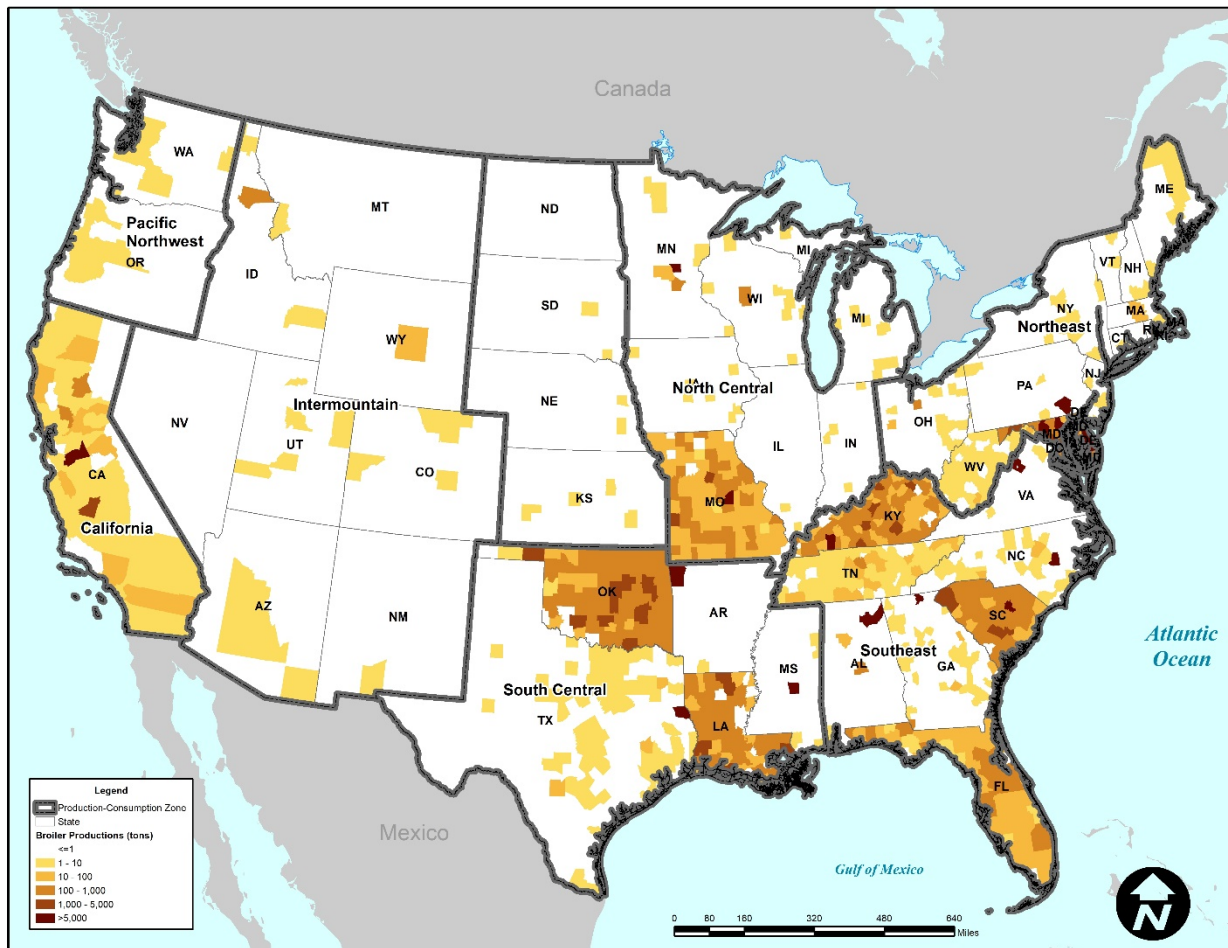 Canada
WA
MT
ND
ME
Pacific
Northwest
OR
ID
MN
MI
VT
NH
SD
WI
MI
NY
MA
Northeast
WY
CT
NE
IA
North Central
PA
NJ
NV
Intermountain
OH
UT
IL
IN
MD
DE
DC
CA
CO
WV
VA
California
KS
MO
KY
NC
TN
AZ
NM
OK
AR
SC
Southeast
MS
AL
GA
South Central
TX
LA
Atlantic
Ocean
FL
Mexico
Gulf of Mexico
Legend
Production-Consumption Zone
State
Broiler Productions (tons)
<=1
1 - 10
10 - 100
100 - 1,000
1,000 - 5,000
>5,000
0 80 160 320 480 640
Miles
N